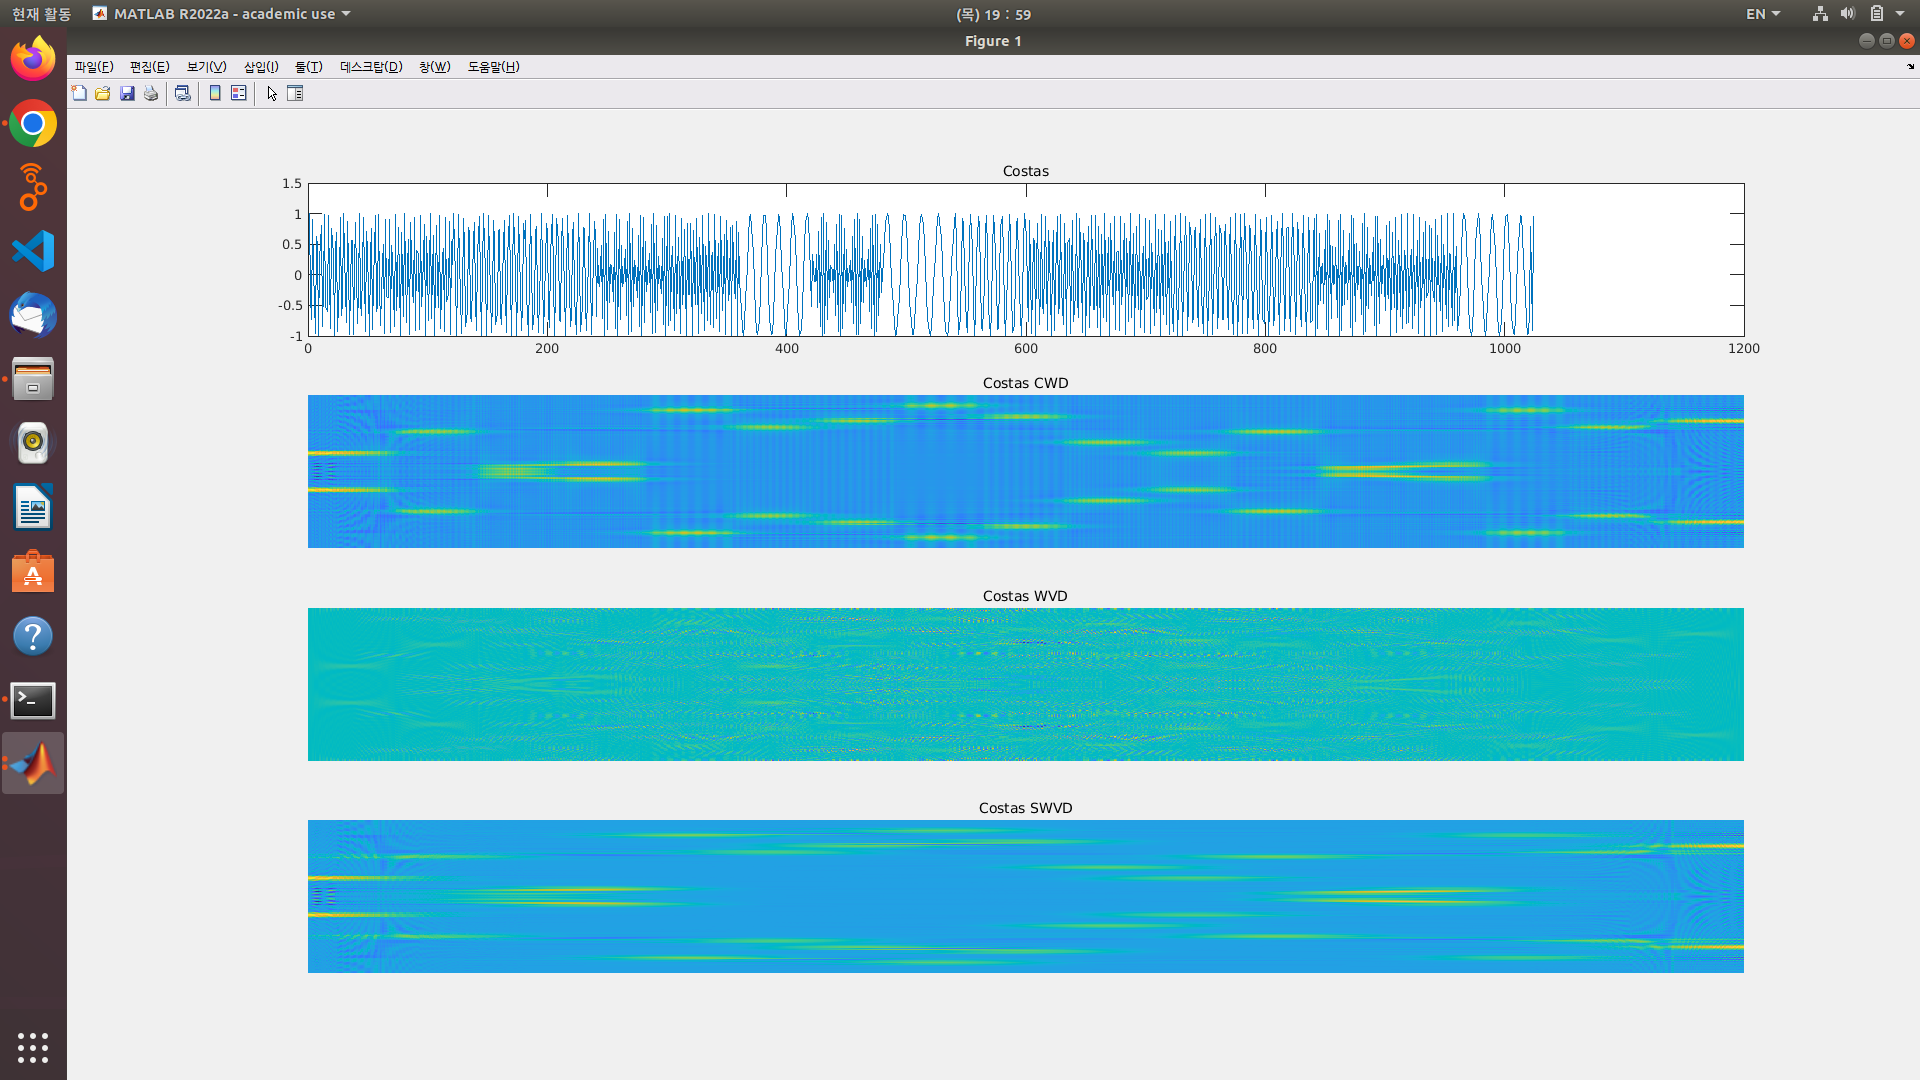 현재 활동 MATLAB R2022a - academic use (목) 19 : 59 EN
Figure 1
파일(F) 편집(E) 보기(V) 삽입(I) 툴(T) 데스크탑(D) 창(W) 도움말(H)
Costas
1.5
1
0.5
0
-0.5
-1
0 200 400 600 800 1000 1200
Costas CWD
Costas WVD
Costas SWVD